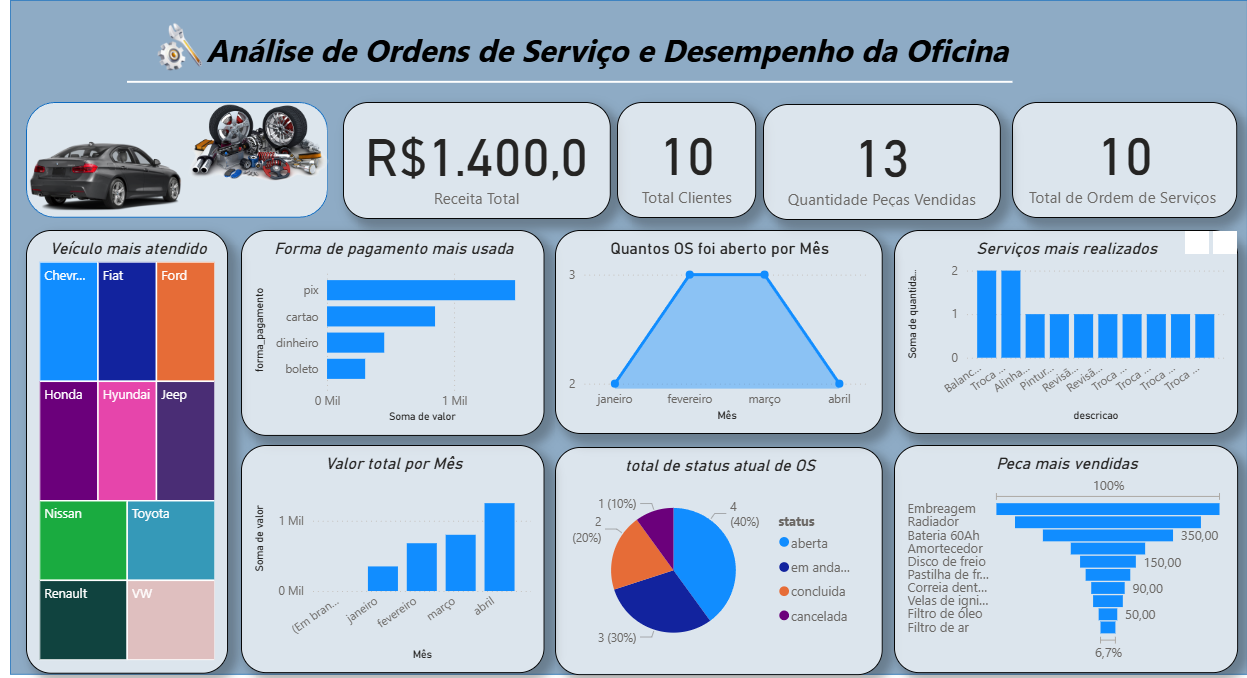 Análise de Ordens de Serviço e Desempenho da Oficina
R$1.400,0
Receita Total
10
Total Clientes
13
Quantidade Peças Vendidas
10
Total de Ordem de Serviços
Veículo mais atendido
Chevr...
Fiat
Ford
Honda
Hyundai
Jeep
Nissan
Toyota
Renault
VW
Forma de pagamento mais usada
forma_pagamento
pix
cartao
dinheiro
boleto
0 Mil
1 Mil
Soma de valor
Quantos OS foi aberto por Mês
3
2
janeiro
fevereiro
março
abril
Mês
Serviços mais realizados
Soma de quantida...
2
1
0
Balanc...
Troca ...
Alinha...
Pintur...
Revisã...
Revisã...
Troca ...
Troca ...
Troca ...
Troca ...
descricao
Valor total por Mês
Soma de valor
1 Mil
0 Mil
(Em bran...
janeiro
fevereiro
março
abril
Mês
total de status atual de OS
1 (10%)
2
(20%)
3 (30%)
4
(40%)
status
aberta
em anda...
concluida
cancelada
Peca mais vendidas
100%
Embreagem
Radiador
Bateria 60Ah
350,00
Amortecedor
Disco de freio
150,00
Pastilha de fr...
Correia dent...
90,00
Velas de igni...
Filtro de óleo
50,00
Filtro de ar
6,7%